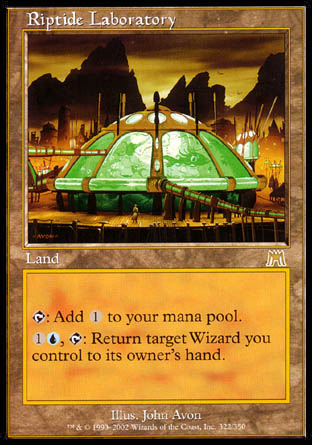 Riptide Laboratory
AVON
Land
: Add 1 to your mana pool.
1 , : Return target Wizard you
control to its owner's hand.
Illus. John Avon
™ & © 1993-2002 Wizards of the Coast, Inc. 322/350